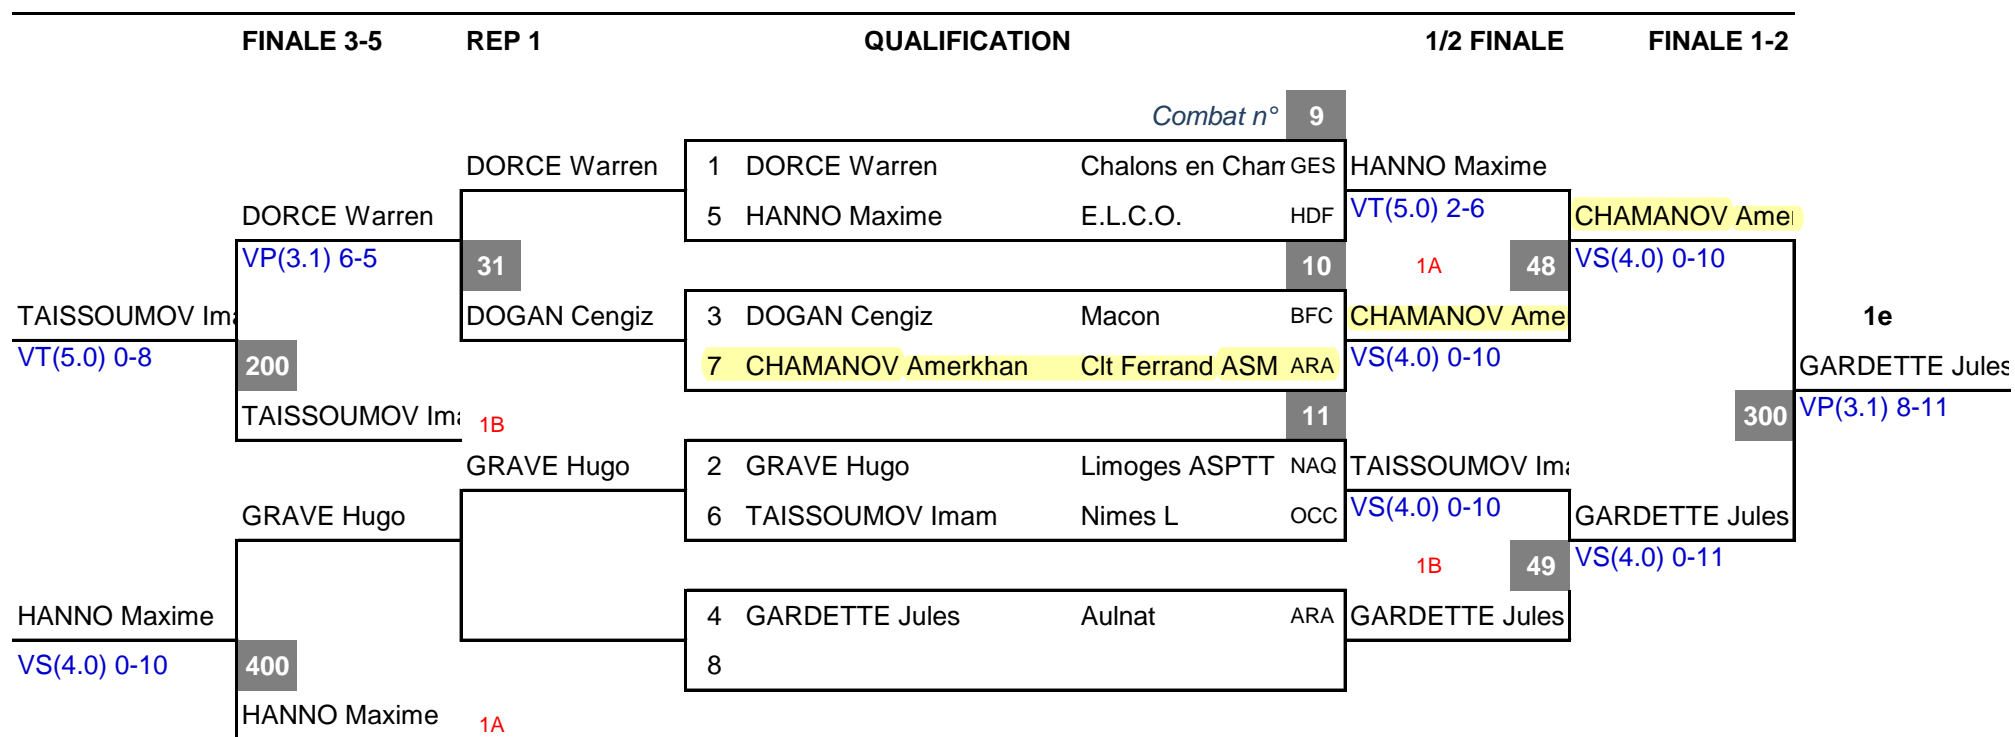 FINALE 3-5 REP 1 QUALIFICATION 1/2 FINALE FINALE 1-2
Combat n° 9
DORCE Warren 1 DORCE Warren Chalons en Cham GES HANNO Maxime
DORCE Warren 5 HANNO Maxime E.L.C.O. HDF VT(5.0) 2-6 CHAMANOV Amer
VP(3.1) 6-5 31 10 1A 48 VS(4.0) 0-10
TAISSOUMOV Ima DOGAN Cengiz 3 DOGAN Cengiz Macon BFC CHAMANOV Ame 1e
VT(5.0) 0-8 200 7 CHAMANOV Amerkhan Clt Ferrand ASM ARA VS(4.0) 0-10 GARDETTE Jules
TAISSOUMOV Ima 1B 11 300 VP(3.1) 8-11
GRAVE Hugo 2 GRAVE Hugo Limoges ASPTT NAQ TAISSOUMOV Ima
GRAVE Hugo 6 TAISSOUMOV Imam Nimes L OCC VS(4.0) 0-10 GARDETTE Jules
1B 49 VS(4.0) 0-11
HANNO Maxime 4 GARDETTE Jules Aulnat ARA GARDETTE Jules
VS(4.0) 0-10 400 8
HANNO Maxime 1A